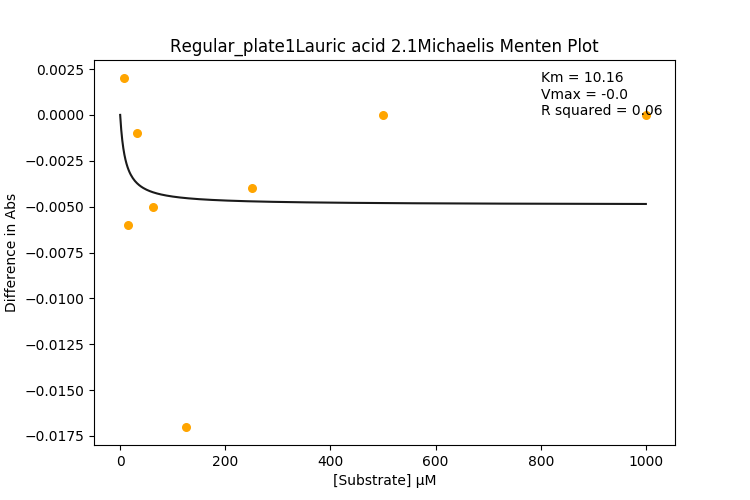 Regular_plate1Lauric acid 2.1Michaelis Menten Plot
Km = 10.16
Vmax = -0.0
R squared = 0.06
0.0025
0.0000
−0.0025
−0.0050
−0.0075
−0.0100
−0.0125
−0.0150
−0.0175
Difference in Abs
0
200
400
600
800
1000
[Substrate] μM